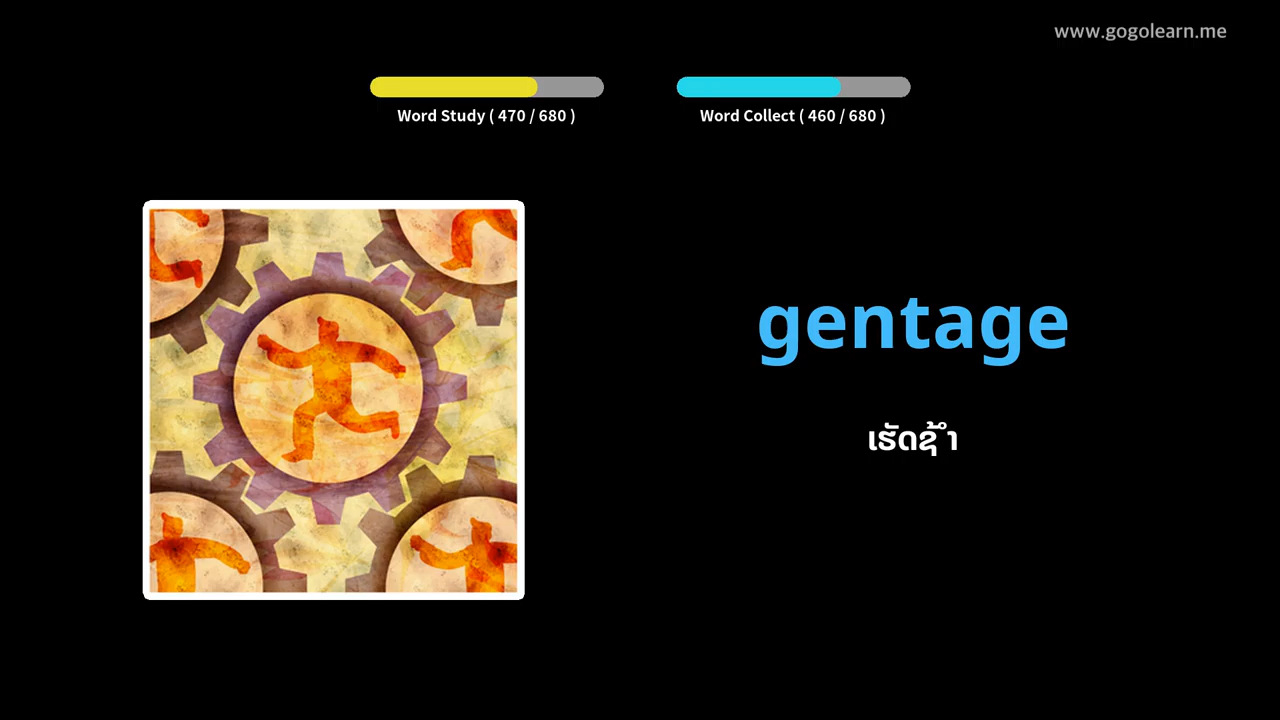 www.gogolearn.me
Word Study ( 470 / 680 )
Word Collect ( 460 / 680 )
gentage
ເຮັດຊ້ ໍາ